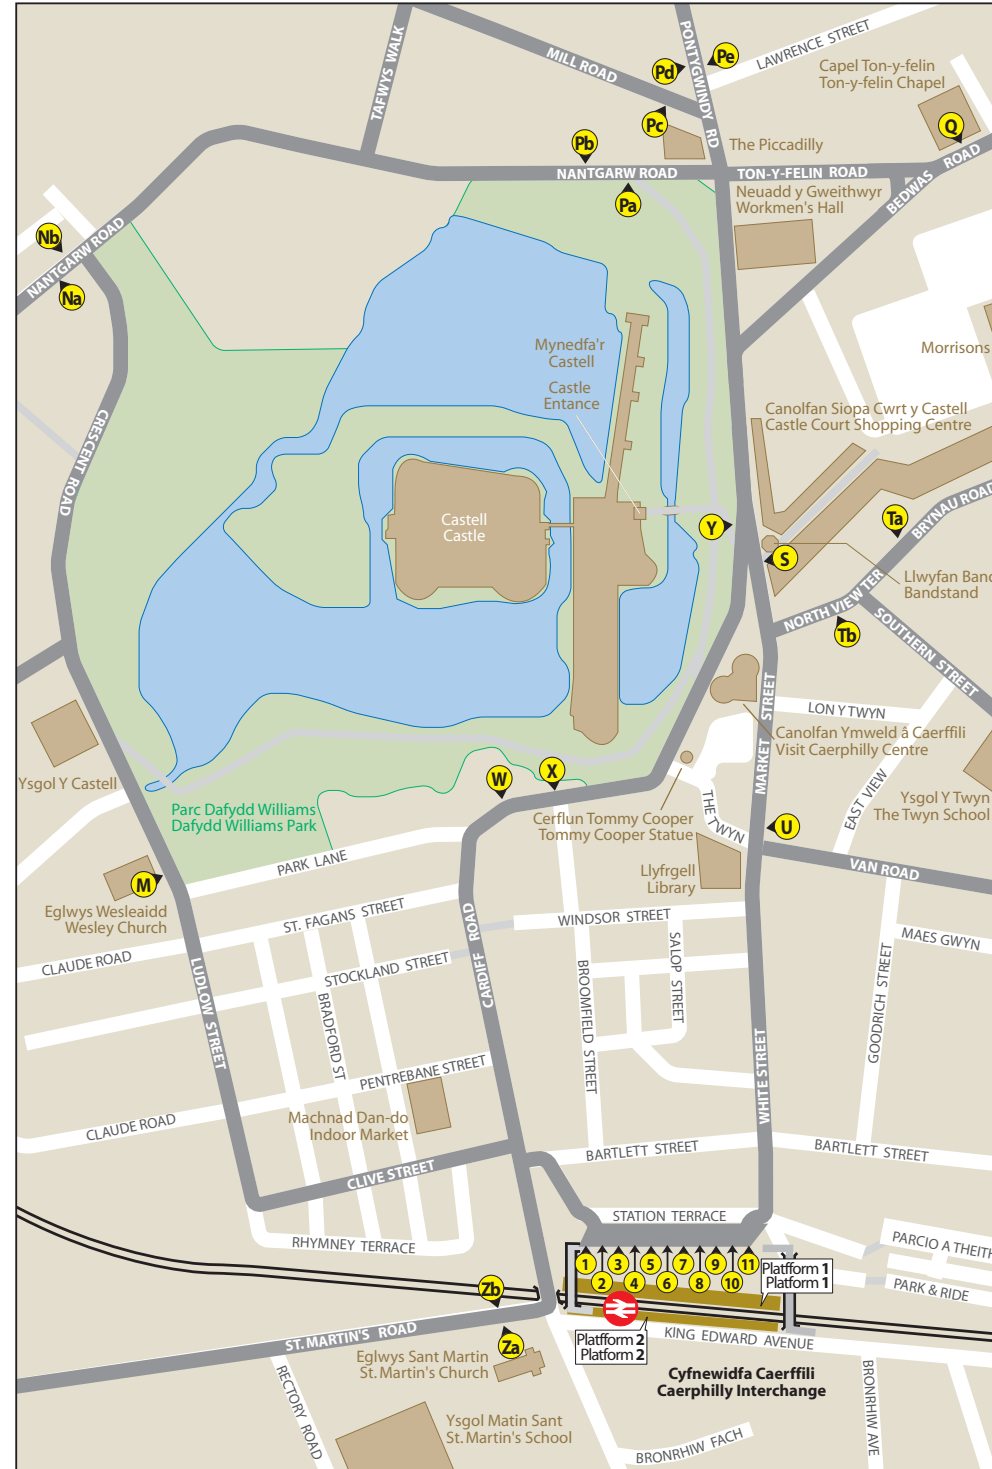 TAFWYS WALK
MILL ROAD
PONTYGWINDY RD
LAWRENCE STREET
Pe
Pd
Pc
Pb
Pa
Capel Ton-y-felin
Ton-y-felin Chapel
Q
The Piccadilly
NANTGARW ROAD
TON-Y-FELIN ROAD
BEDWAS ROAD
Neuadd y Gweithwyr
Workmen's Hall
Nb
NANTGARW ROAD
Na
Mynedfa'r
Castell
Castle
Entrance
Morrisons
Canolfan Siopa Cwrt y Castell
Castle Court Shopping Centre
CRESCENT ROAD
Castell
Castle
Y
S
Ta
BRYNAU ROAD
Llwyfan Band
Bandstand
NORTH VIEW TER
Tb
SOUTHERN STREET
MARKET STREET
LON Y TWYN
Canolfan Ymweld â Caerffili
Visit Caerphilly Centre
EAST VIEW
Ysgol Y Castell
W
X
Parc Dafydd Williams
Dafydd Williams Park
Cerflun Tommy Cooper
Tommy Cooper Statue
THE TWYN
U
Ysgol Y Twyn
The Twyn School
PARK LANE
Llyfrgell
Library
VAN ROAD
M
Eglwys Wesleaidd
Wesley Church
ST. FAGANS STREET
CLAUDE ROAD
STOCKLAND STREET
CARDIFF ROAD
WINDSOR STREET
SALOP STREET
MAES GWYN
LUDLOW STREET
BRADFORD ST
BROOMFIELD STREET
GOODRICH STREET
PENTREBANE STREET
WHITE STREET
Machnad Dan-do
Indoor Market
CLAUDE ROAD
CLIVE STREET
BARTLETT STREET
BARTLETT STREET
RHYMNEY TERRACE
STATION TERRACE
PARCIO A THEITH
PARK & RIDE
1
2
3
4
5
6
7
8
9
10
11
Platfform 1
Platform 1
Zb
ST. MARTIN'S ROAD
Za
Platfform 2
Platform 2
KING EDWARD AVENUE
Eglwys Sant Martin
St. Martin's Church
Cyfnewidfa Caerffili
Caerphilly Interchange
RECTORY ROAD
Ysgol Matin Sant
St. Martin's School
BRONRHIW FACH
BRONRHIW AVE